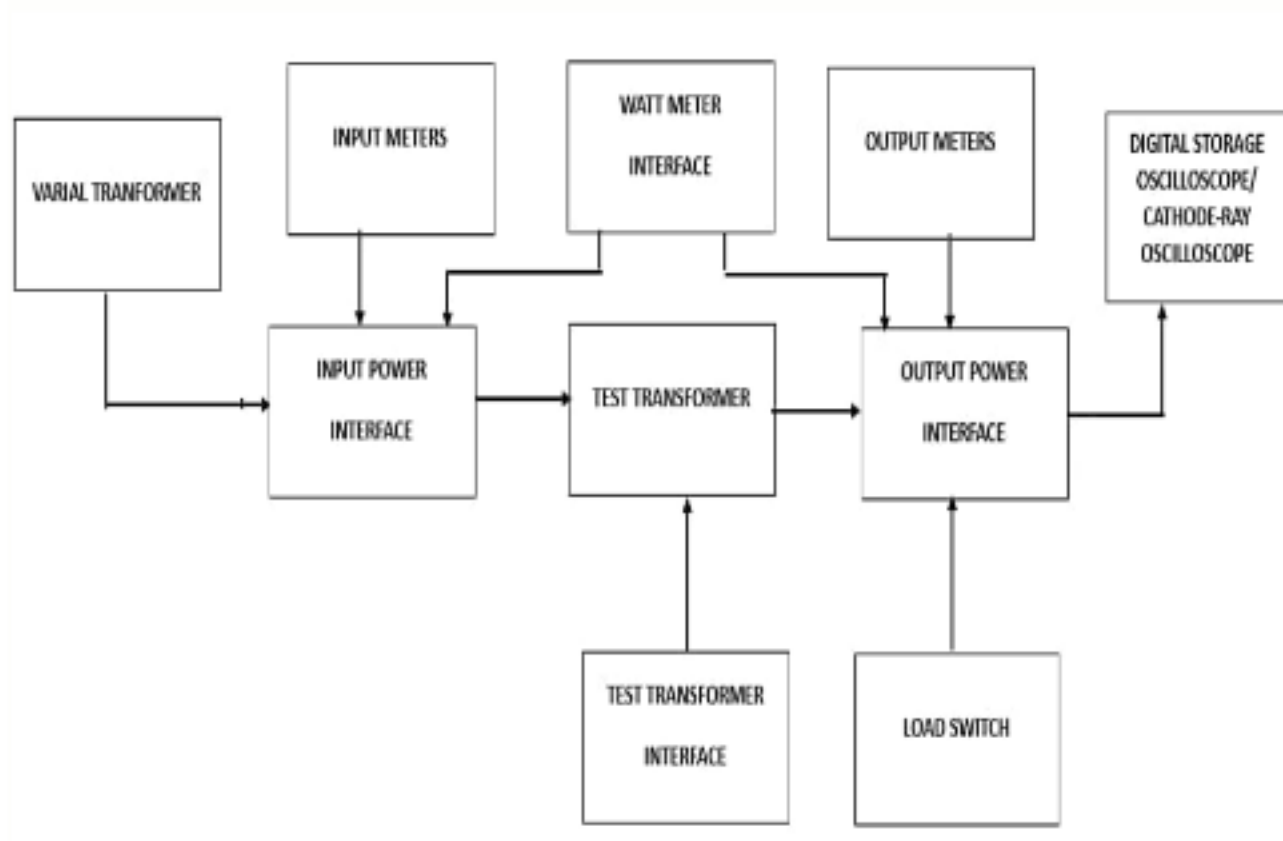 VARIAL TRANFORMER
INPUT METERS
WATT METER
INTERFACE
OUTPUT METERS
DIGITAL STORAGE
OSCILLOSCOPE/
CATHODE-RAY
OSCILLOSCOPE
INPUT POWER
INTERFACE
TEST TRANSFORMER
OUTPUT POWER
INTERFACE
TEST TRANSFORMER
INTERFACE
LOAD SWITCH